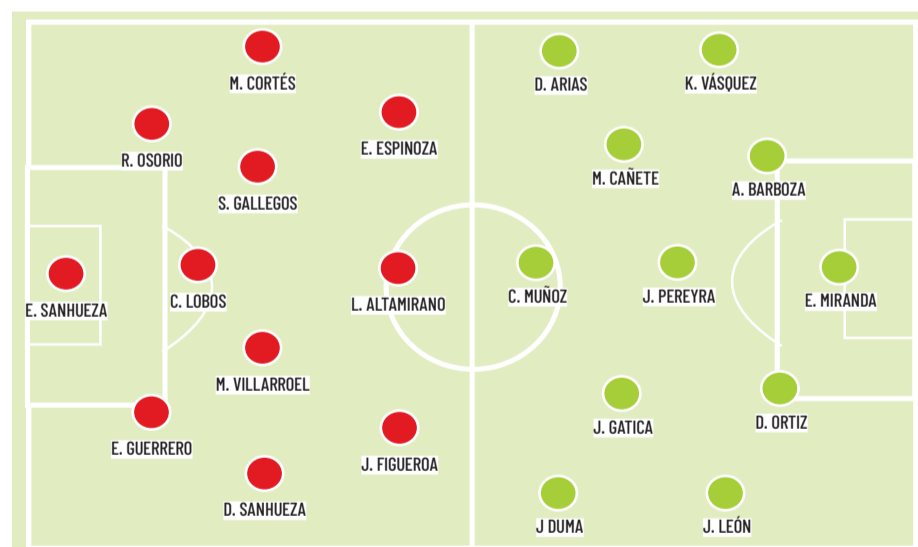 M. CORTÉS
D. ARIAS
K. VÁSQUEZ
R. OSORIO
E. ESPINOZA
M. CAÑETE
A. BARBOZA
S. GALLEGOS
E. SANHUEZA
C. LOBOS
L. ALTAMIRANO
C. MUÑOZ
J. PEREYRA
E. MIRANDA
M. VILLARROEL
E. GUERRERO
J. FIGUEROA
J. GATICA
D. ORTIZ
D. SANHUEZA
J DUMA
J. LEÓN